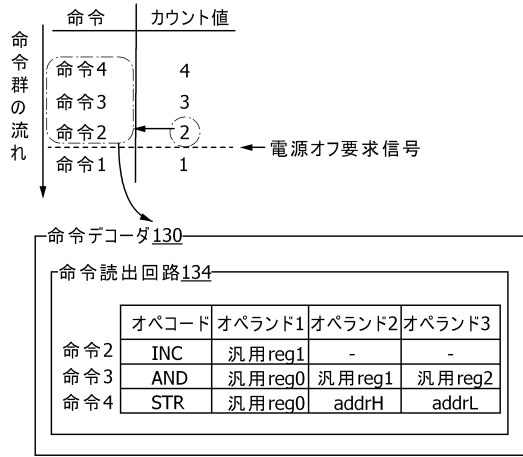 命令 カウント値
命令群の流れ
命令4 4
命令3 3
命令2 2
電源オフ要求信号
命令1 1
命令デコーダ130
命令読出回路134
オペコード オペランド1 オペランド2 オペランド3
命令2 INC 汎用reg1 - -
命令3 AND 汎用reg0 汎用reg1 汎用reg2
命令4 STR 汎用reg0 addrH addrL